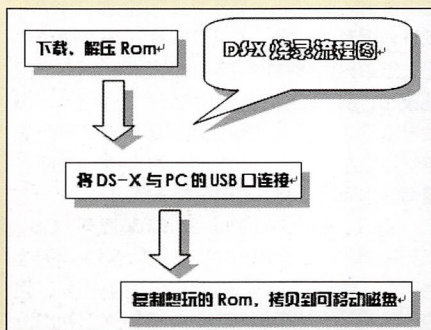 下载、解压 Rom
DS-X 烧录流程图
将 DS-X 与 PC 的 USB 口连接
复制想玩的 Rom，拷贝到可移动磁盘